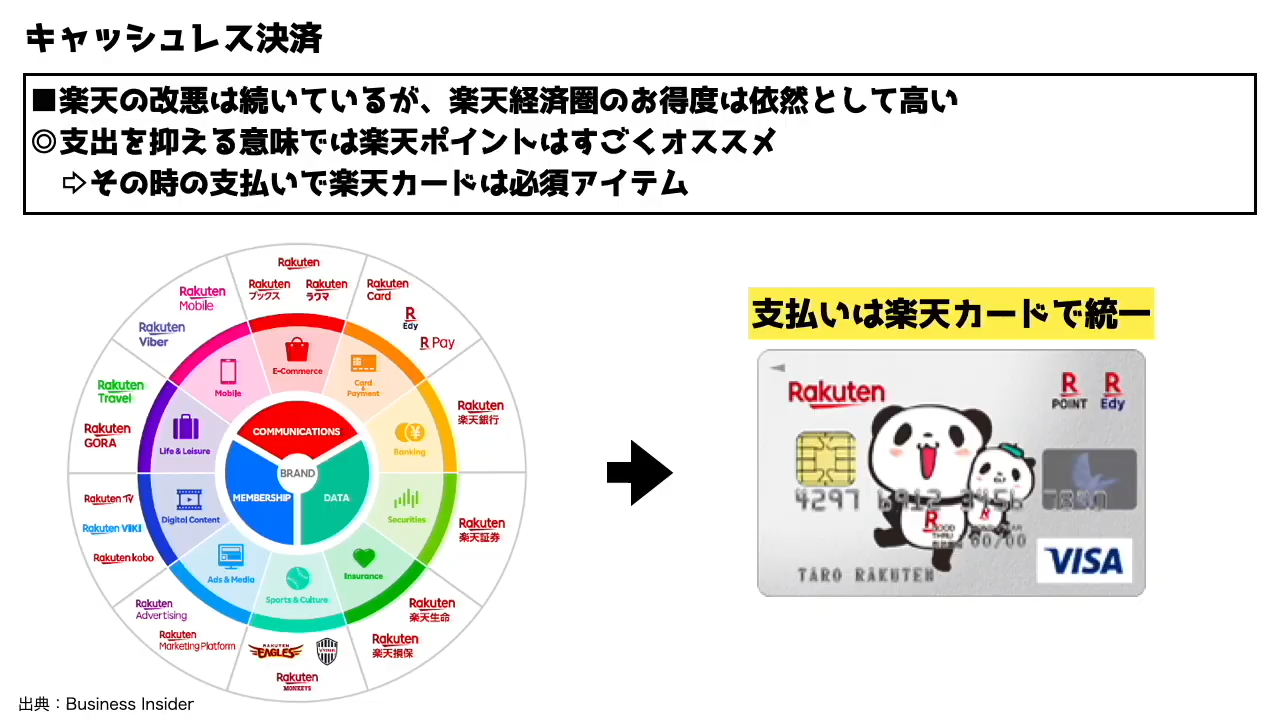 キャッシュレス決済
■楽天の改悪は続いているが、楽天経済圏のお得度は依然として高い
◎支出を抑える意味では楽天ポイントはすごくオススメ
⇨その時の支払いで楽天カードは必須アイテム
Rakuten
Rakuten ブックス
Rakuten ラクマ
Rakuten Card
R Edy
R Pay
Rakuten 楽天銀行
Rakuten 楽天証券
Rakuten 楽天生命
Rakuten 楽天損保
RAKUTEN EAGLES
VISSEL
Rakuten MONKEYS
Rakuten Marketing Platform
Rakuten Advertising
Rakuten kobo
Rakuten VIKI
Rakuten TV
Rakuten GORA
Rakuten Travel
Rakuten Viber
Rakuten Mobile
E-Commerce
Card & Payment
Banking
Securities
Insurance
Sports & Culture
Ads & Media
Digital Content
Life & Leisure
Mobile
COMMUNICATIONS
BRAND
MEMBERSHIP
DATA
支払いは楽天カードで統一
Rakuten
R POINT
R Edy
4297 6912 3456
TARO RAKUTEN
VISA
出典：Business Insider